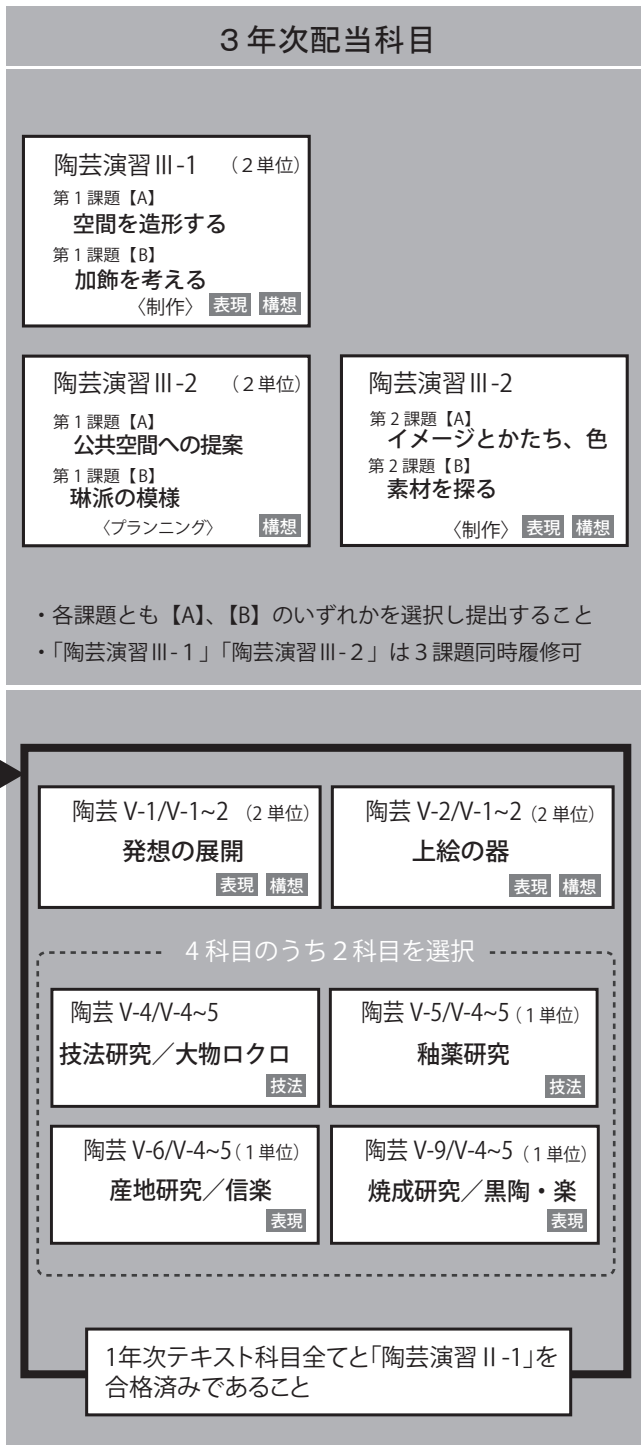 3年次配当科目
陶芸演習Ⅲ-1 （2単位）
第1課題【A】
空間を造形する
第1課題【B】
加飾を考える
〈制作〉 表現 構想
陶芸演習Ⅲ-2 （2単位）
第1課題【A】
公共空間への提案
第1課題【B】
琳派の模様
〈プランニング〉 構想
陶芸演習Ⅲ-2
第2課題【A】
イメージとかたち、色
第2課題【B】
素材を探る
〈制作〉 表現 構想
・各課題とも【A】、【B】のいずれかを選択し提出すること
・「陶芸演習Ⅲ-1」「陶芸演習Ⅲ-2」は3課題同時履修可
陶芸 V-1/V-1~2 （2単位）
発想の展開
表現 構想
陶芸 V-2/V-1~2（2単位）
上絵の器
表現 構想
4科目のうち2科目を選択
陶芸 V-4/V-4~5
技法研究／大物ロクロ
技法
陶芸 V-5/V-4~5（1単位）
釉薬研究
技法
陶芸 V-6/V-4~5（1単位）
産地研究／信楽
表現
陶芸 V-9/V-4~5（1単位）
焼成研究／黒陶・楽
表現
1年次テキスト科目全てと「陶芸演習Ⅱ-1」を
合格済みであること